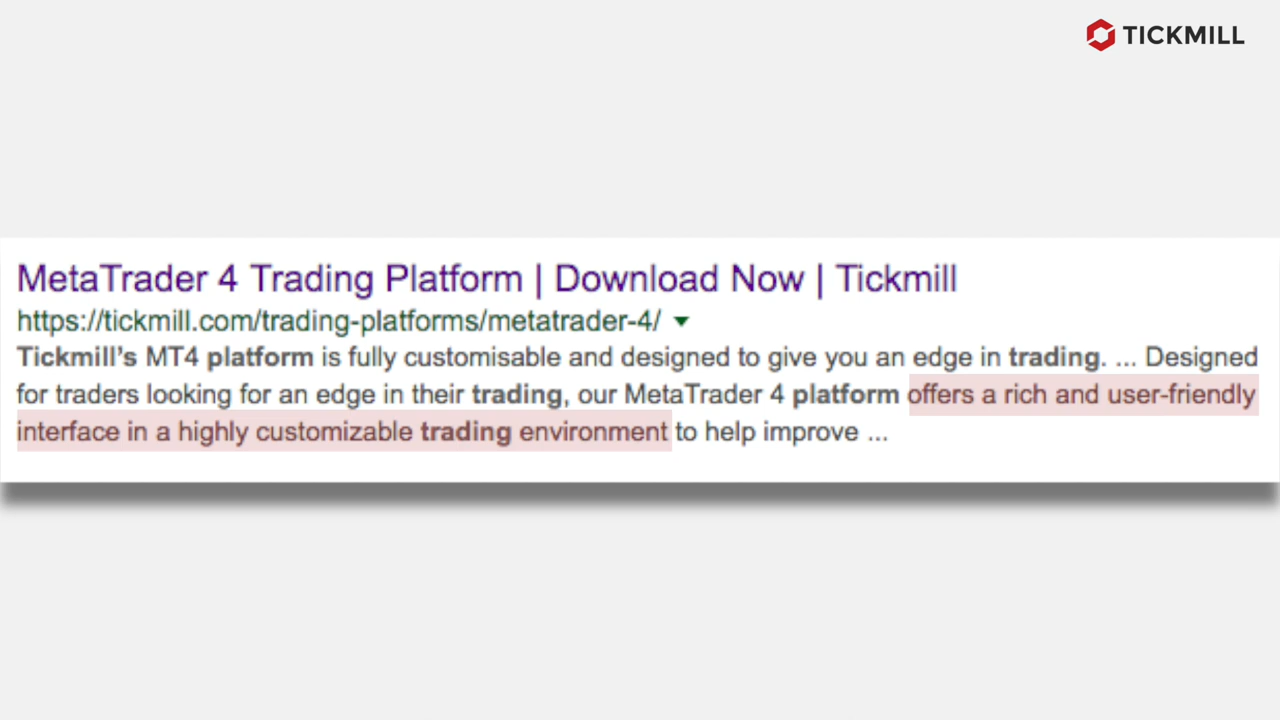 TICKMILL
MetaTrader 4 Trading Platform | Download Now | Tickmill
https://tickmill.com/trading-platforms/metatrader-4/
Tickmill’s MT4 platform is fully customisable and designed to give you an edge in trading. ... Designed
for traders looking for an edge in their trading, our MetaTrader 4 platform offers a rich and user-friendly
interface in a highly customizable trading environment to help improve ...